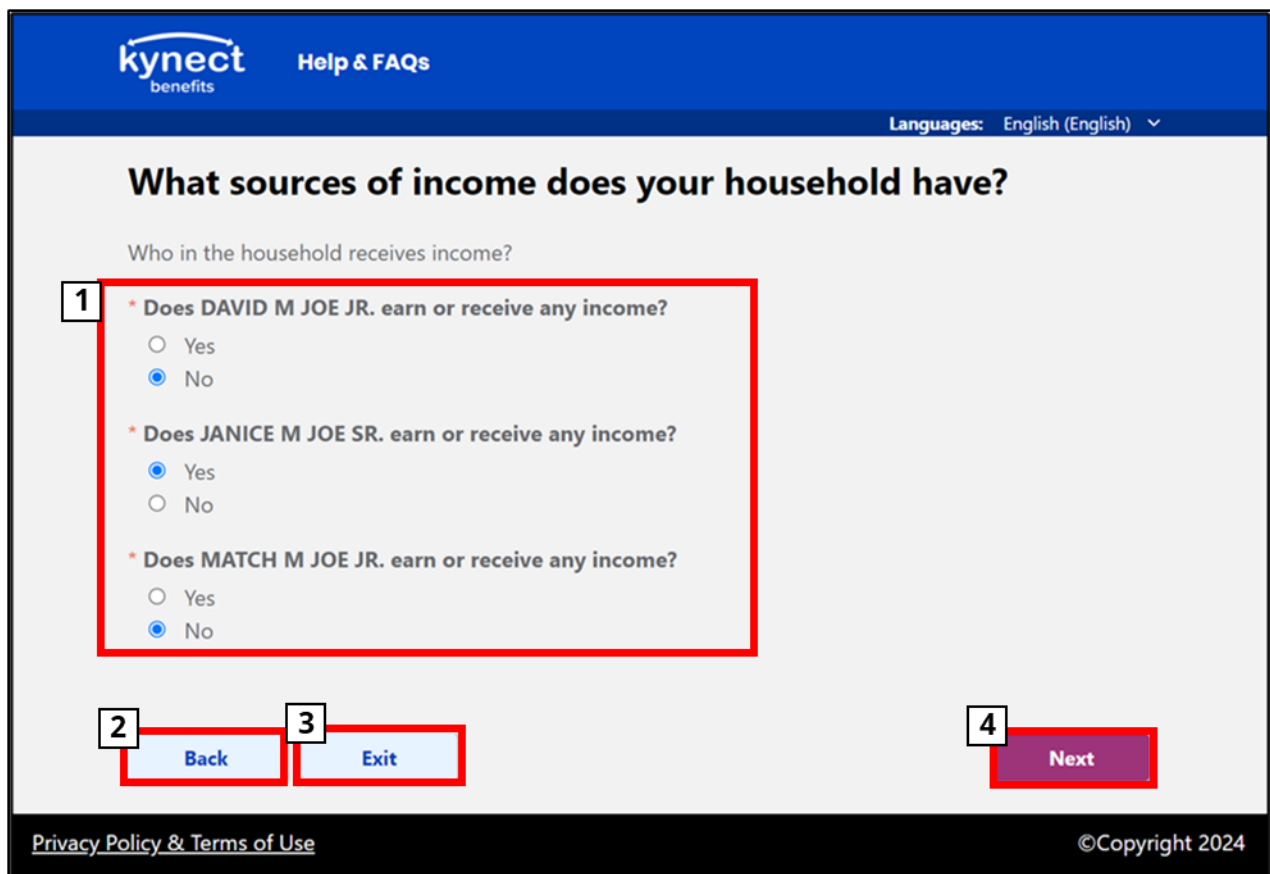 kynect
benefits
Help & FAQs
Languages: English (English)
What sources of income does your household have?
Who in the household receives income?
1
* Does DAVID M JOE JR. earn or receive any income?
Yes
No
* Does JANICE M JOE SR. earn or receive any income?
Yes
No
* Does MATCH M JOE JR. earn or receive any income?
Yes
No
2
Back
3
Exit
4
Next
Privacy Policy & Terms of Use
©Copyright 2024